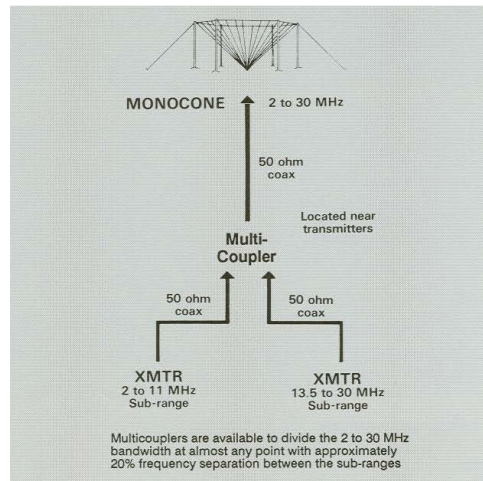 MONOCONE 2 to 30 MHz
50 ohm
coax
Located near
transmitters
Multi-
Coupler
50 ohm
coax
50 ohm
coax
XMTR
2 to 11 MHz
Sub-range
XMTR
13.5 to 30 MHz
Sub-range
Multicouplers are available to divide the 2 to 30 MHz
bandwidth at almost any point with approximately
20% frequency separation between the sub-ranges